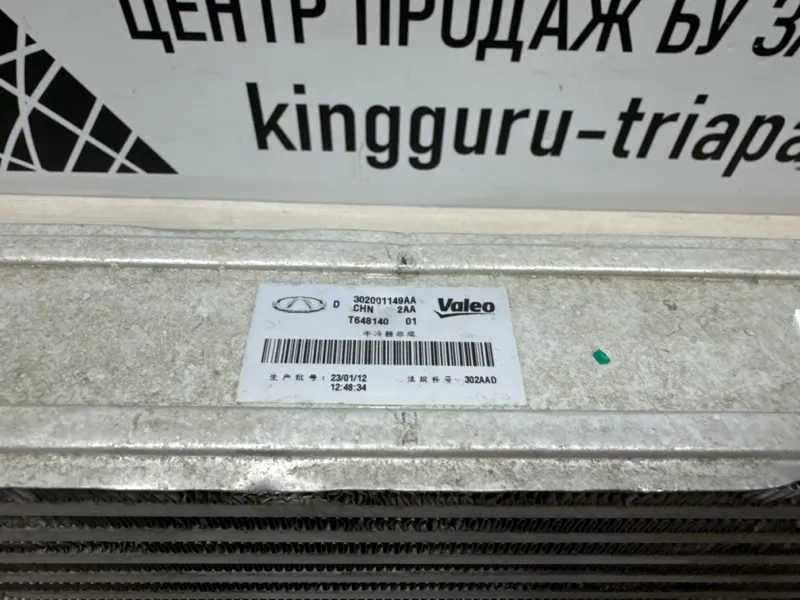 ЦЕНТР ПРОДАЖ БУ
kingguru-triapa
D 302001149AA
CHN 2AA
T648140 01
Valeo
中冷器总成
生产批号: 23/01/12
12:48:34
法规件号: 302AAD